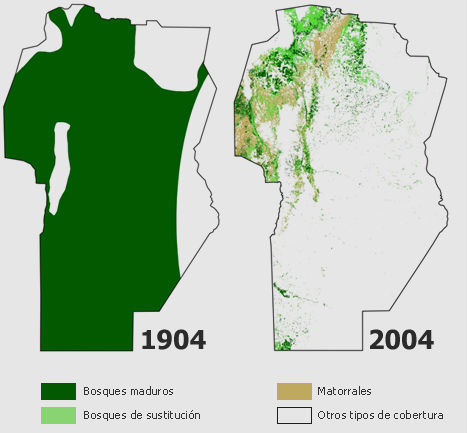 1904
2004
Bosques maduros
Matorrales
Bosques de sustitución
Otros tipos de cobertura